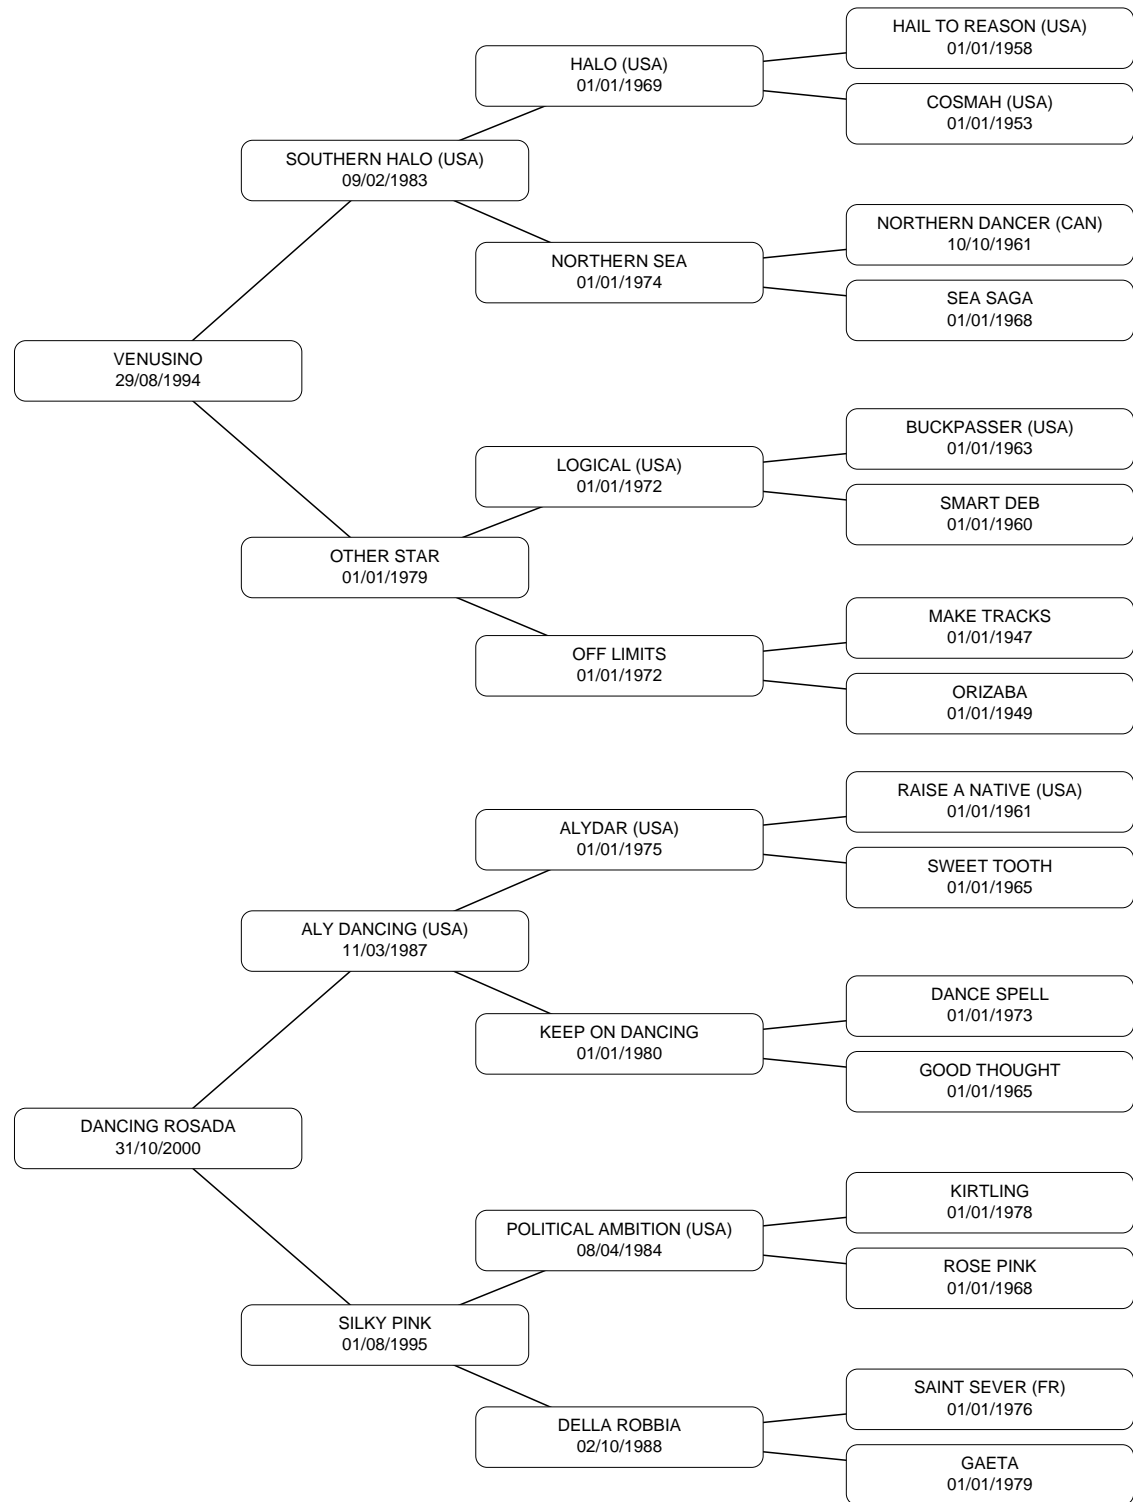 HAIL TO REASON (USA)
01/01/1958
HALO (USA)
01/01/1969
COSMAH (USA)
01/01/1953
SOUTHERN HALO (USA)
09/02/1983
NORTHERN DANCER (CAN)
10/10/1961
NORTHERN SEA
01/01/1974
SEA SAGA
01/01/1968
VENUSINO
29/08/1994
BUCKPASSER (USA)
01/01/1963
LOGICAL (USA)
01/01/1972
SMART DEB
01/01/1960
OTHER STAR
01/01/1979
MAKE TRACKS
01/01/1947
OFF LIMITS
01/01/1972
ORIZABA
01/01/1949
RAISE A NATIVE (USA)
01/01/1961
ALYDAR (USA)
01/01/1975
SWEET TOOTH
01/01/1965
ALY DANCING (USA)
11/03/1987
DANCE SPELL
01/01/1973
KEEP ON DANCING
01/01/1980
GOOD THOUGHT
01/01/1965
DANCING ROSADA
31/10/2000
KIRTLING
01/01/1978
POLITICAL AMBITION (USA)
08/04/1984
ROSE PINK
01/01/1968
SILKY PINK
01/08/1995
SAINT SEVER (FR)
01/01/1976
DELLA ROBBIA
02/10/1988
GAETA
01/01/1979